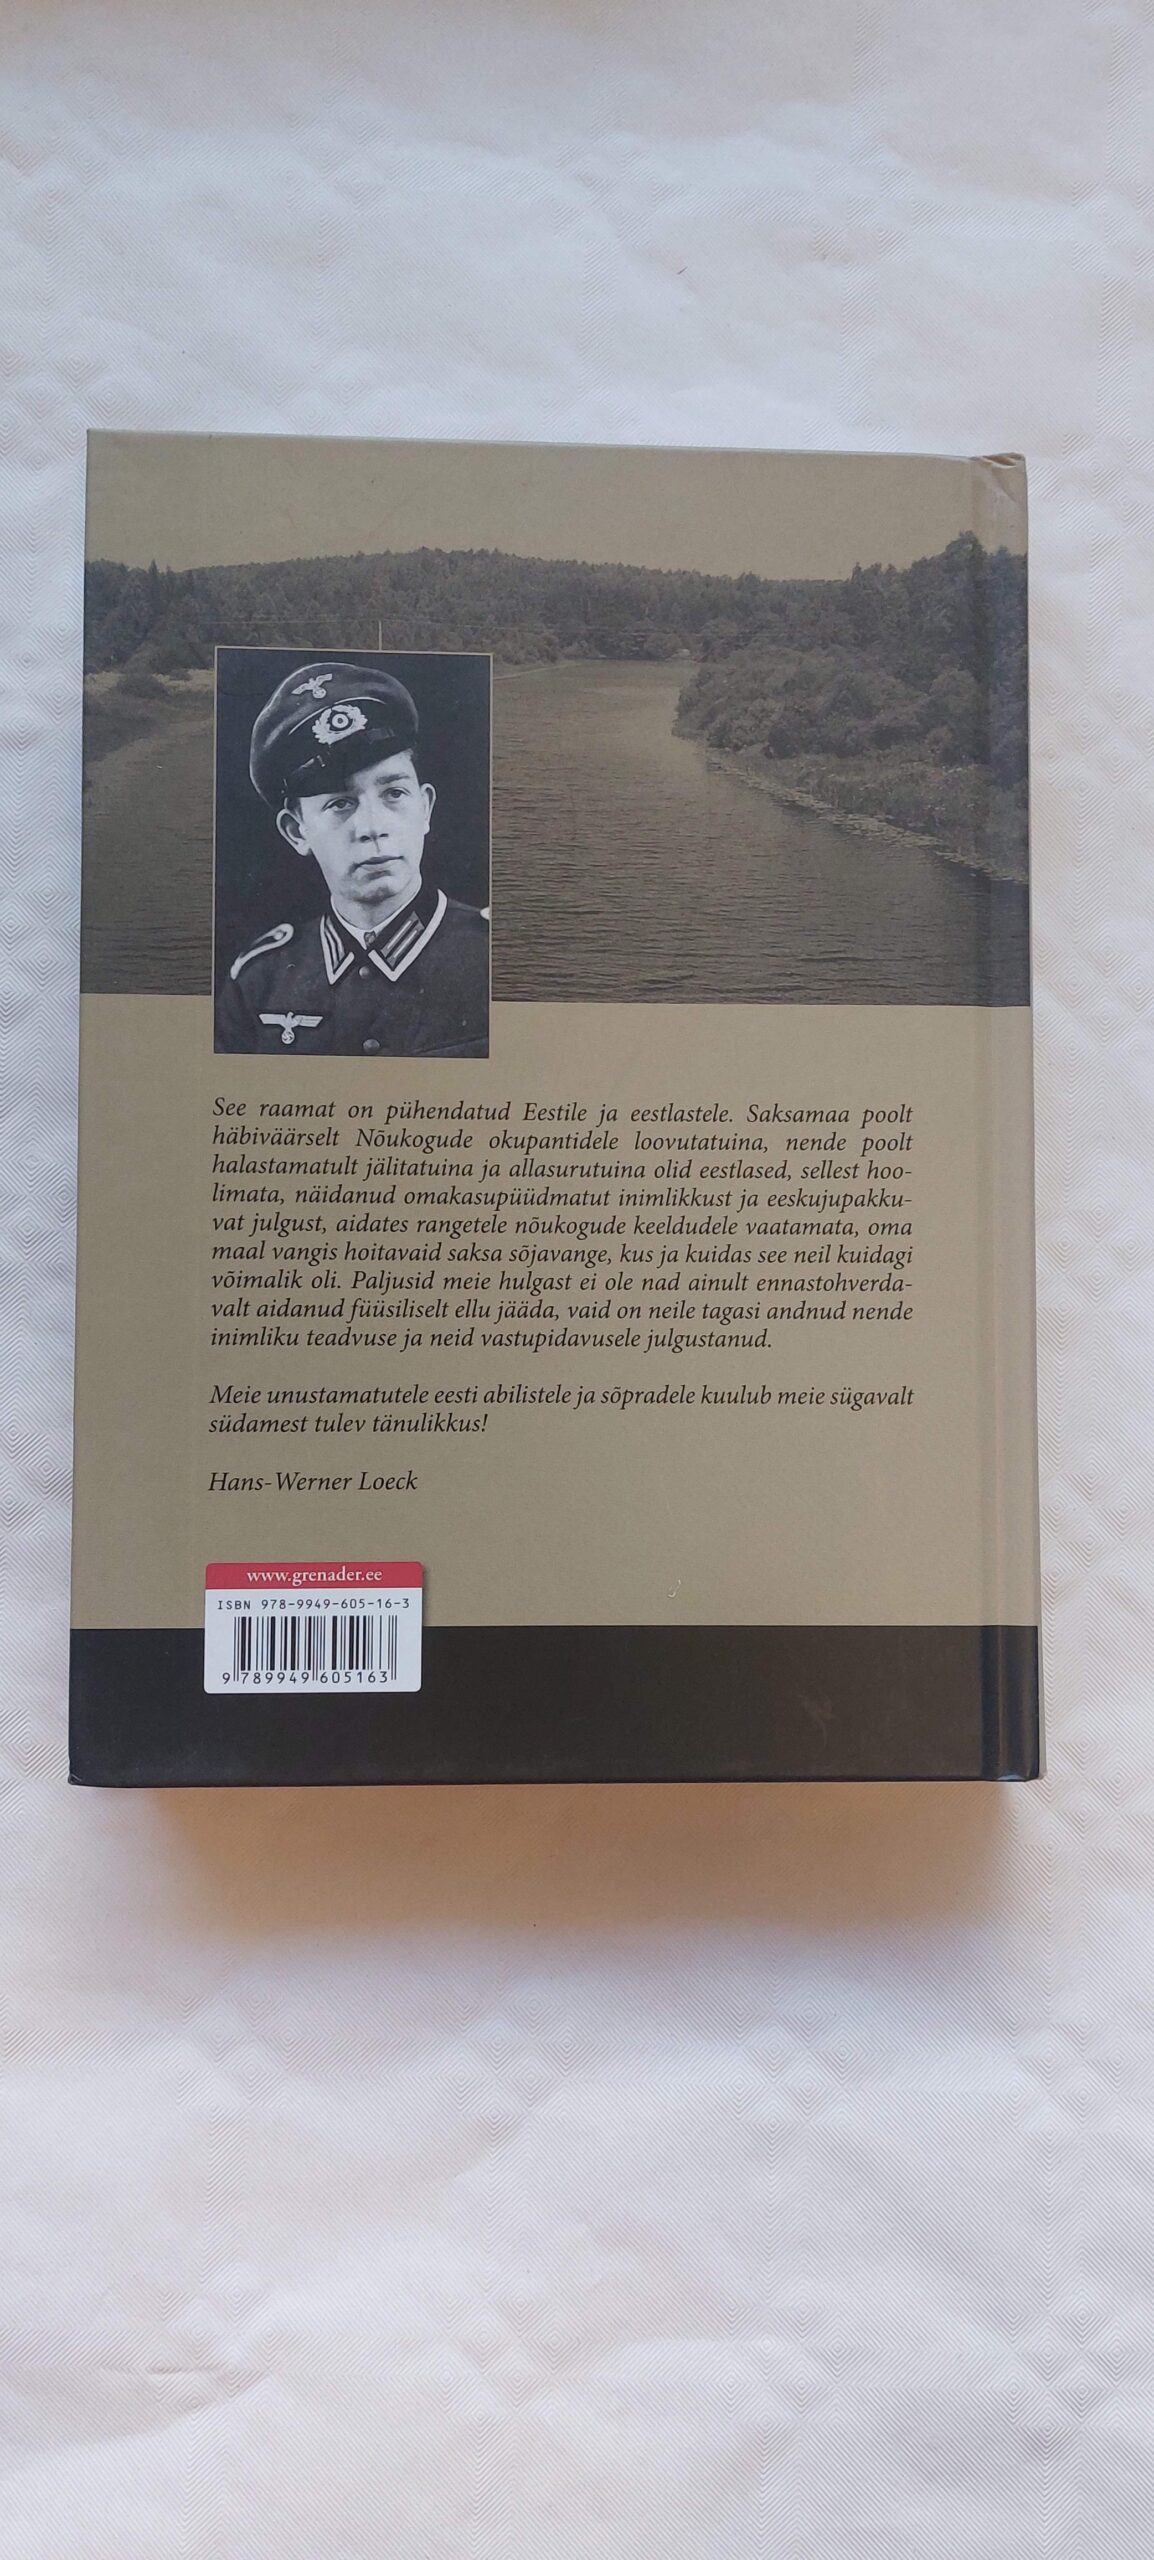 See raamat on pühendatud Eestile ja eestlastele. Saksamaa poolt
häbiväärselt Nõukogude okupantidele loovutatuina, nende poolt
halastamatult jälitatuina ja allasurutuina olid eestlased, sellest hoo-
limata, näidanud omakasupüüdmatut inimlikkust ja eeskujupakku-
vat julgust, aidates rangetele nõukogude keeldudele vaatamata, oma
maal vangis hoitavaid saksa sõjavange, kus ja kuidas see neil kuidagi
võimalik oli. Paljusid meie hulgast ei ole nad ainult ennastohverda-
valt aidanud füüsiliselt ellu jääda, vaid on neile tagasi andnud nende
inimliku teadvuse ja neid vastupidavusele julgustanud.
Meie unustamatutele eesti abilistele ja sõpradele kuulub meie sügavalt
südamest tulev tänulikkus!
Hans-Werner Loeck
www.grenader.ee
ISBN 978-9949-605-16-3
9 789949 605163